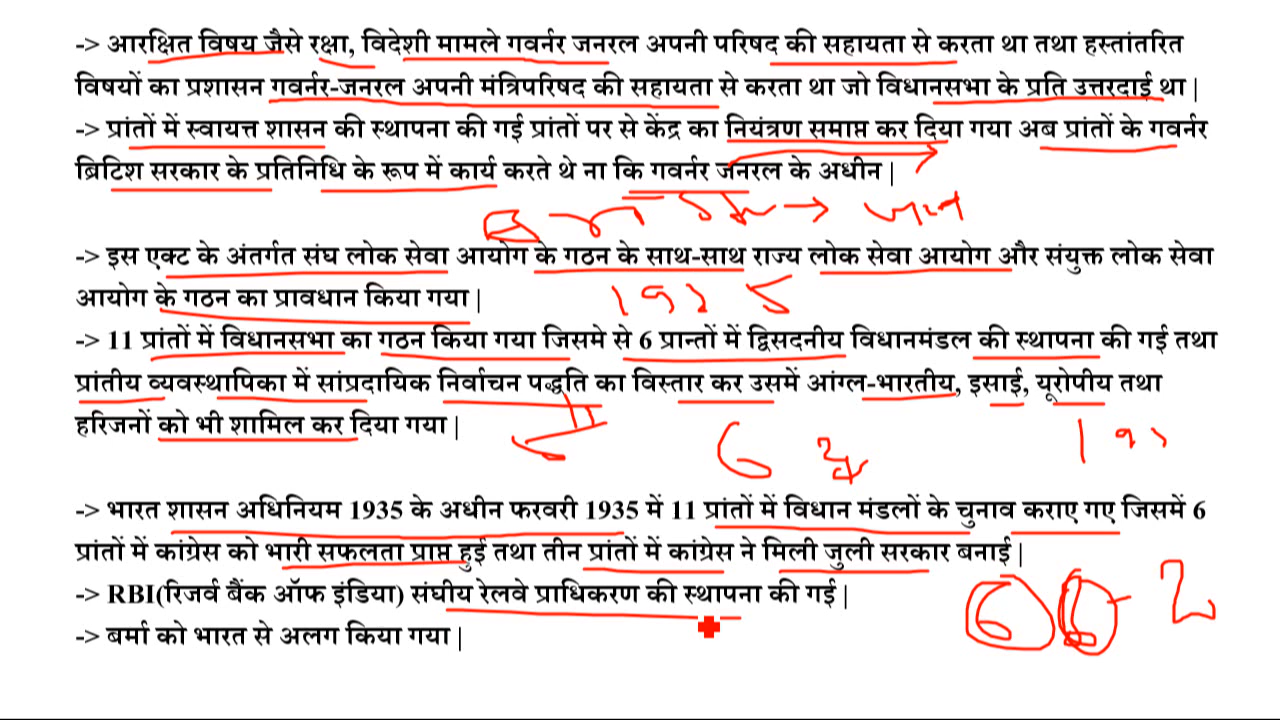 -> आरक्षित विषय जैसे रक्षा, विदेशी मामले गवर्नर जनरल अपनी परिषद की सहायता से करता था तथा हस्तांतरित
विषयों का प्रशासन गवर्नर-जनरल अपनी मंत्रिपरिषद की सहायता से करता था जो विधानसभा के प्रति उत्तरदाई था |
-> प्रांतों में स्वायत्त शासन की स्थापना की गई प्रांतों पर से केंद्र का नियंत्रण समाप्त कर दिया गया अब प्रांतों के गवर्नर
ब्रिटिश सरकार के प्रतिनिधि के रूप में कार्य करते थे ना कि गवर्नर जनरल के अधीन |
-> इस एक्ट के अंतर्गत संघ लोक सेवा आयोग के गठन के साथ-साथ राज्य लोक सेवा आयोग और संयुक्त लोक सेवा
आयोग के गठन का प्रावधान किया गया |
1925
-> 11 प्रांतों में विधानसभा का गठन किया गया जिसमे से 6 प्रान्तों में द्विसदनीय विधानमंडल की स्थापना की गई तथा
प्रांतीय व्यवस्थापिका में सांप्रदायिक निर्वाचन पद्धति का विस्तार कर उसमें आंग्ल-भारतीय, इसाई, यूरोपीय तथा
हरिजनों को भी शामिल कर दिया गया |
6
-> भारत शासन अधिनियम 1935 के अधीन फरवरी 1935 में 11 प्रांतों में विधान मंडलों के चुनाव कराए गए जिसमें 6
प्रांतों में कांग्रेस को भारी सफलता प्राप्त हुई तथा तीन प्रांतों में कांग्रेस ने मिली जुली सरकार बनाई |
-> RBI(रिजर्व बैंक ऑफ इंडिया) संघीय रेलवे प्राधिकरण की स्थापना की गई |
6
-> बर्मा को भारत से अलग किया गया |